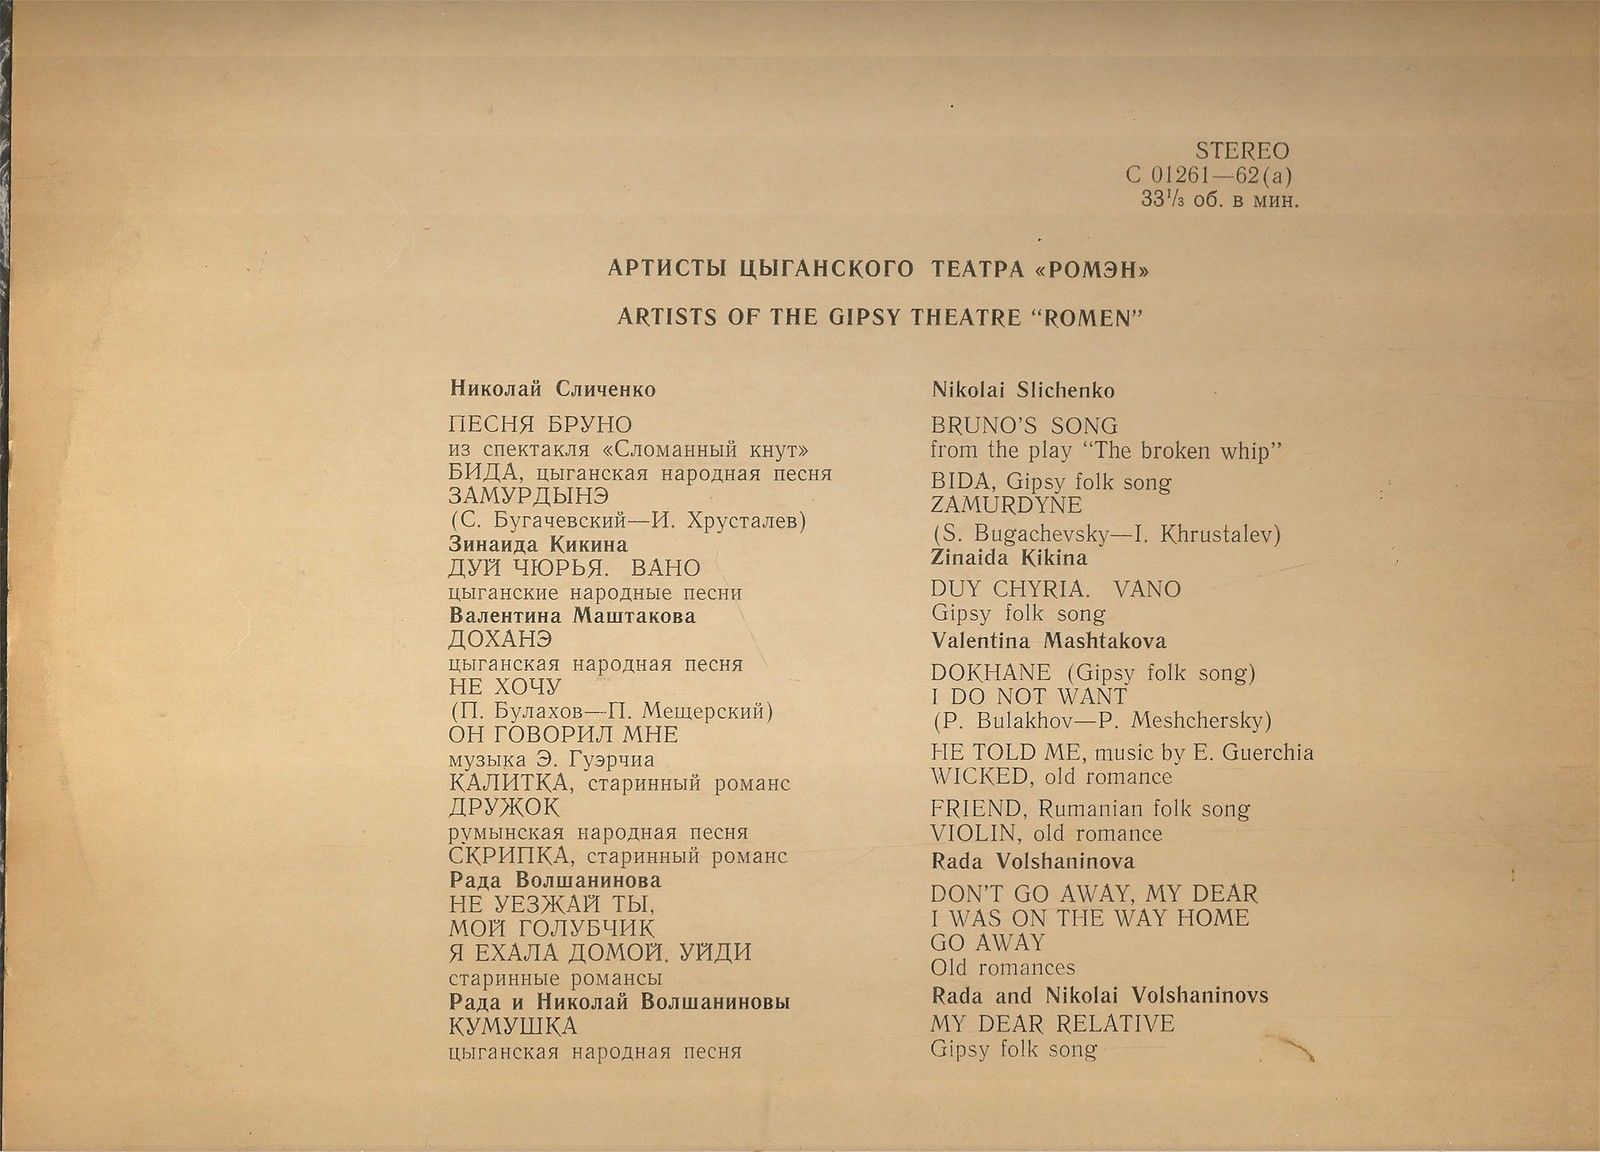 STEREO
С 01261—62(а)
33⅓ об. в мин.
АРТИСТЫ ЦЫГАНСКОГО ТЕАТРА «РОМЭН»
ARTISTS OF THE GIPSY THEATRE “ROMEN”
Николай Сличенко
ПЕСНЯ БРУНО
из спектакля «Сломанный кнут»
БИДА, цыганская народная песня
ЗАМУРДЫНЭ
(С. Бугачевский—И. Хрусталев)
Зинаида Кикина
ДУЙ ЧЮРЬЯ. ВАНО
цыганские народные песни
Валентина Маштакова
ДОХАНЭ
цыганская народная песня
НЕ ХОЧУ
(П. Булахов—П. Мещерский)
ОН ГОВОРИЛ МНЕ
музыка Э. Гуэрчиа
КАЛИТКА, старинный романс
ДРУЖОК
румынская народная песня
СКРИПКА, старинный романс
Рада Волшанинова
НЕ УЕЗЖАЙ ТЫ,
МОЙ ГОЛУБЧИК
Я ЕХАЛА ДОМОЙ. УЙДИ
старинные романсы
Рада и Николай Волшаниновы
КУМУШКА
цыганская народная песня
Nikolai Slichenko
BRUNO’S SONG
from the play “The broken whip”
BIDA, Gipsy folk song
ZAMURDYNE
(S. Bugachevsky—I. Khrustalev)
Zinaida Kikina
DUY CHYRIA. VANO
Gipsy folk song
Valentina Mashtakova
DOKHANE (Gipsy folk song)
I DO NOT WANT
(P. Bulakhov—P. Meshchersky)
HE TOLD ME, music by E. Guerchia
WICKED, old romance
FRIEND, Rumanian folk song
VIOLIN, old romance
Rada Volshaninova
DON’T GO AWAY, MY DEAR
I WAS ON THE WAY HOME
GO AWAY
Old romances
Rada and Nikolai Volshaninovs
MY DEAR RELATIVE
Gipsy folk song